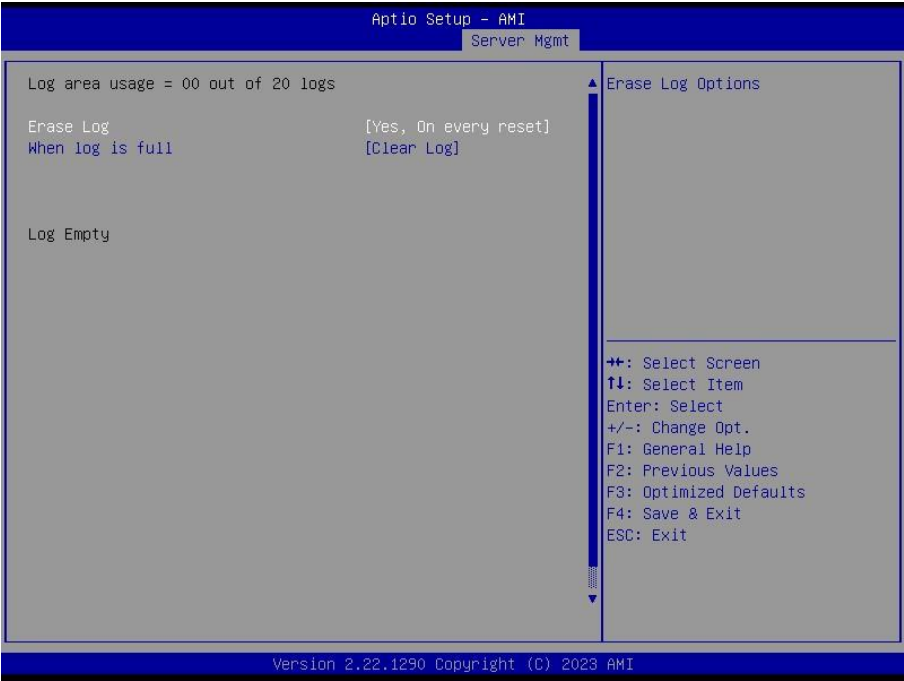 Aptio Setup – AMI
Server Mgmt
Log area usage = 00 out of 20 logs
Erase Log [Yes, On every reset]
When log is full [Clear Log]
Log Empty
Erase Log Options
→←: Select Screen
↑↓: Select Item
Enter: Select
+/-: Change Opt.
F1: General Help
F2: Previous Values
F3: Optimized Defaults
F4: Save & Exit
ESC: Exit
Version 2.22.1290 Copyright (C) 2023 AMI